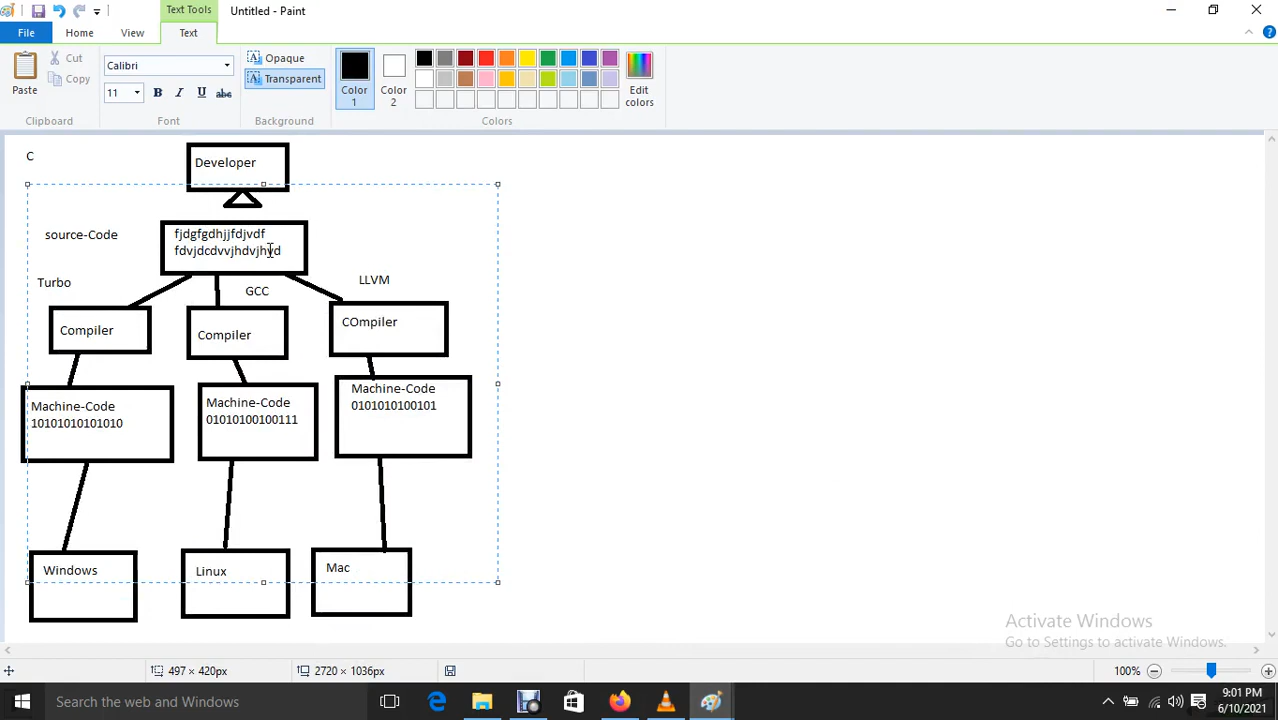 Text Tools
Untitled - Paint
File
Home
View
Text
Paste
Cut
Copy
Clipboard
Calibri
11
B
I
U
abc
Font
Opaque
Transparent
Background
Color
1
Color
2
Edit
colors
Colors
C
Developer
source-Code
fjdgfgdhjjfdjvdf
fdvjdcdvvjhdvjhvd
Turbo
GCC
LLVM
Compiler
Compiler
COmpiler
Machine-Code
10101010101010
Machine-Code
01010100100111
Machine-Code
0101010100101
Windows
Linux
Mac
Activate Windows
Go to Settings to activate Windows.
497 × 420px
2720 × 1036px
100%
Search the web and Windows
9:01 PM
6/10/2021